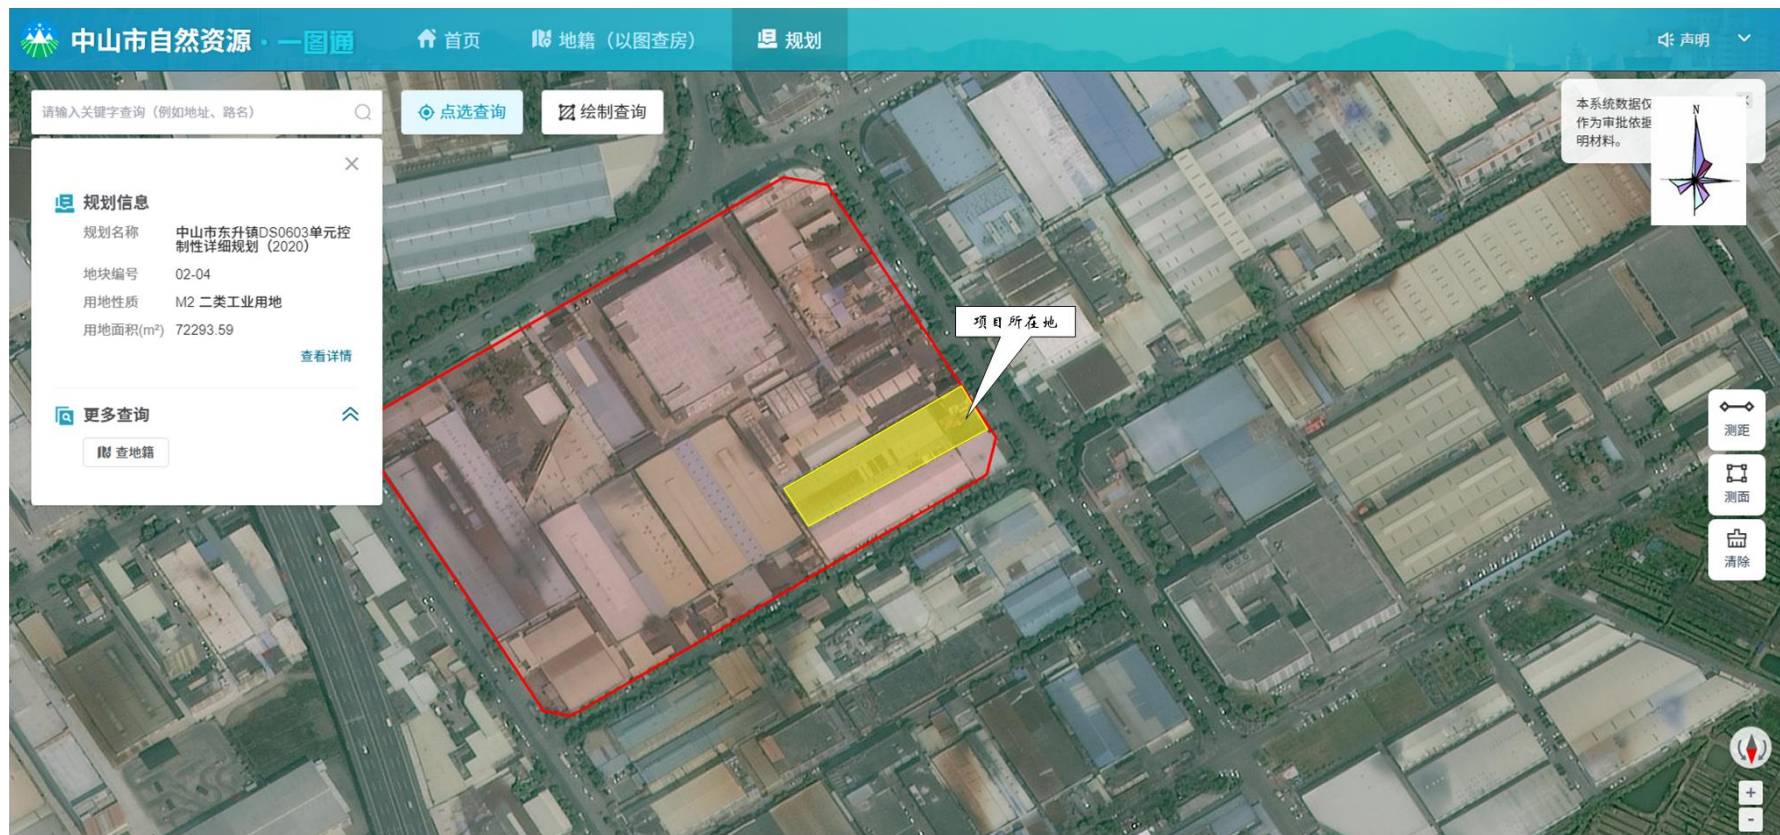 中山市自然资源·一图通
首页
地籍（以图查房）
规划
声明
请输入关键字查询（例如地址、路名）
点选查询
绘制查询
本系统数据仅
作为审批依据
明材料。
N
规划信息
规划名称 中山市东升镇DS0603单元控
制性详细规划（2020）
地块编号 02-04
用地性质 M2 二类工业用地
用地面积(m²) 72293.59
查看详情
更多查询
查地籍
项目所在地
测距
测面
清除
+
-